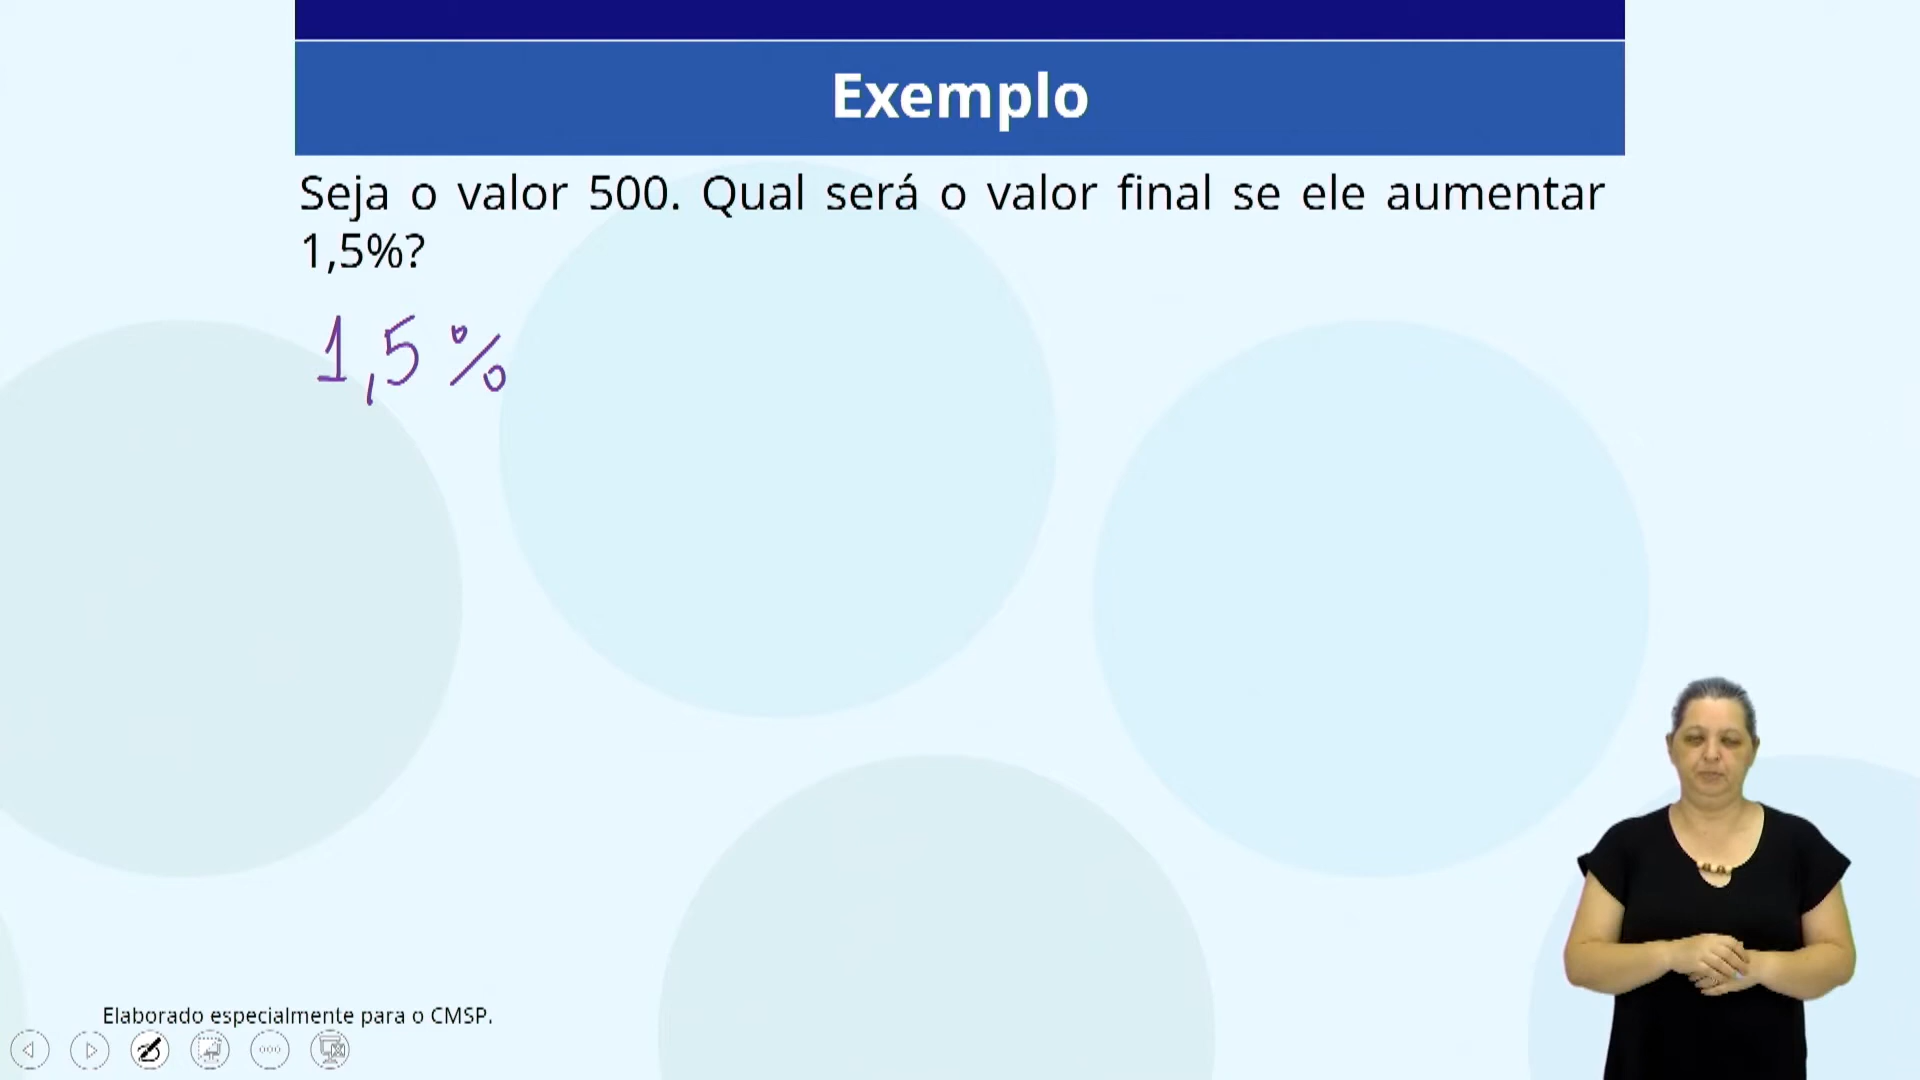 Exemplo
Seja o valor 500. Qual será o valor final se ele aumentar
1,5%?
1,5 %
Elaborado especialmente para o CMSP.